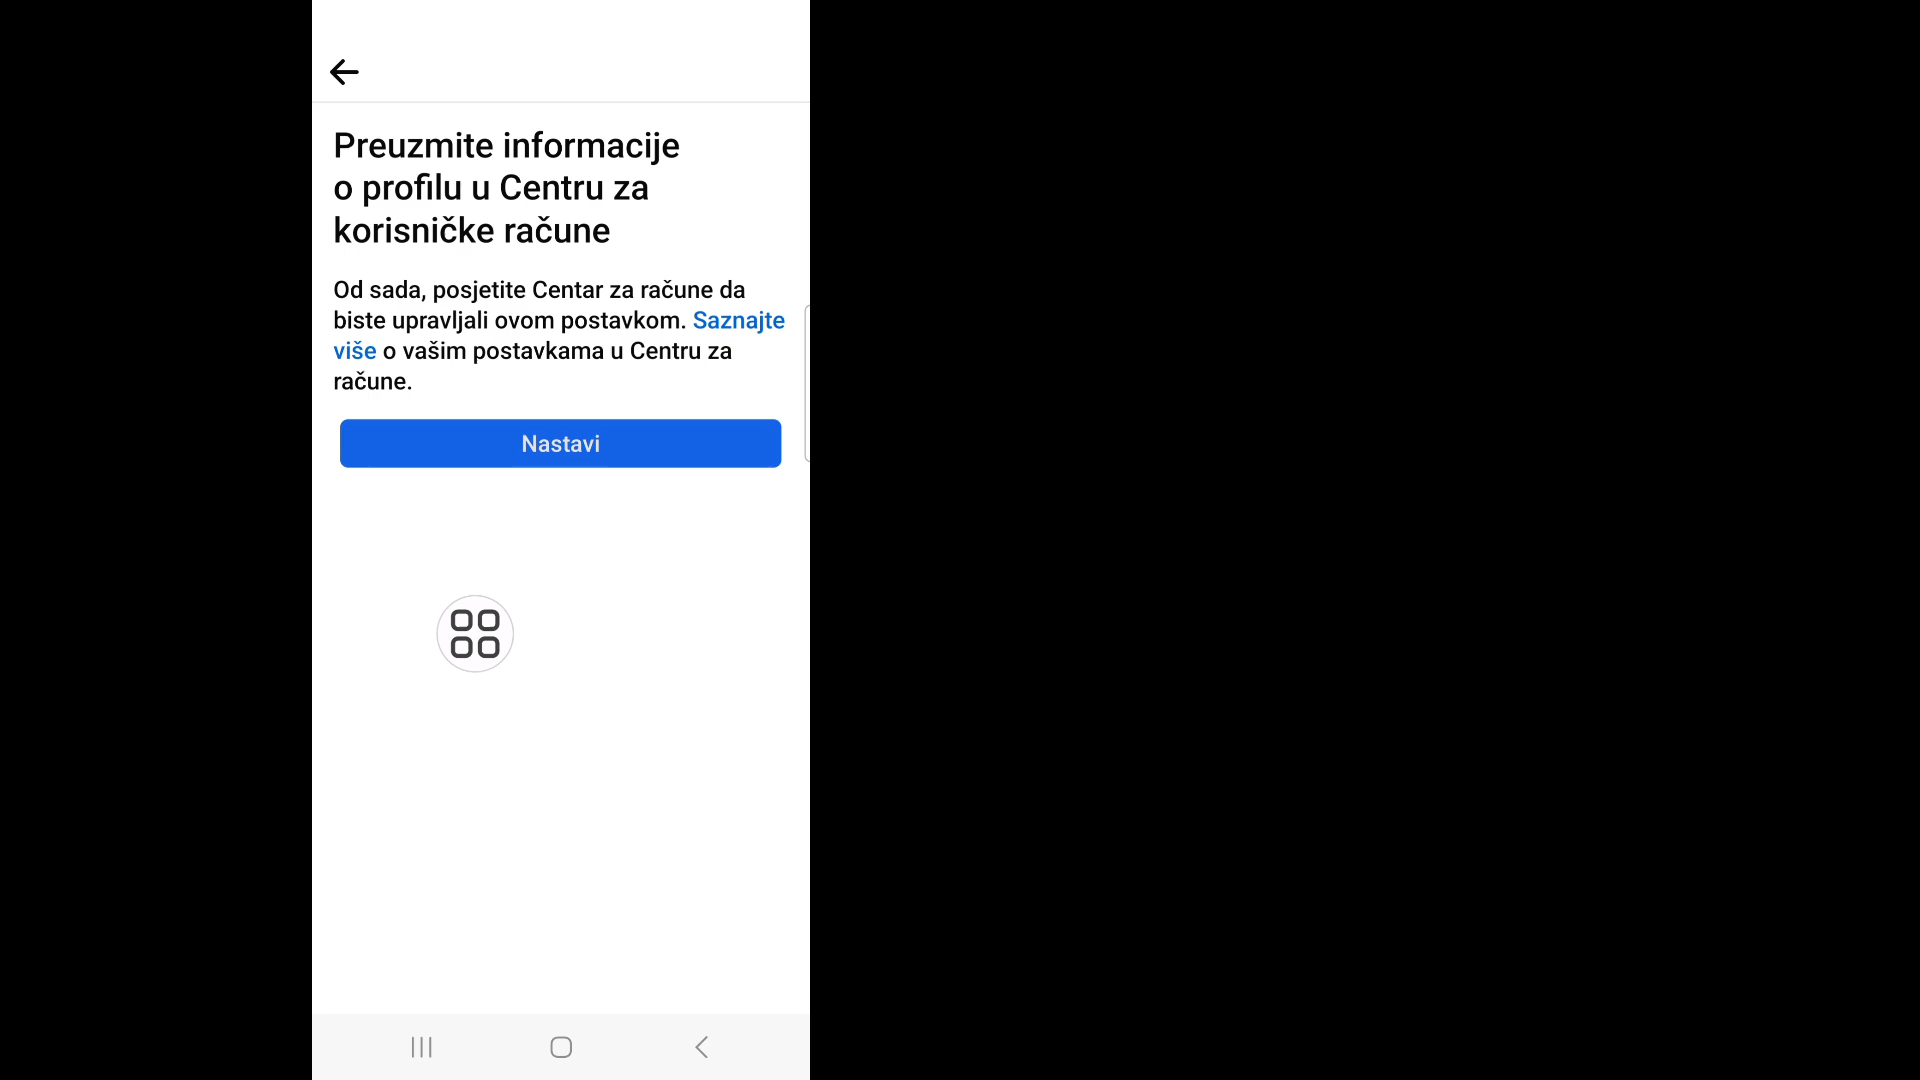 Preuzmite informacije
o profilu u Centru za
korisničke račune
Od sada, posjetite Centar za račune da
biste upravljali ovom postavkom. Saznajte
više o vašim postavkama u Centru za
račune.
Nastavi